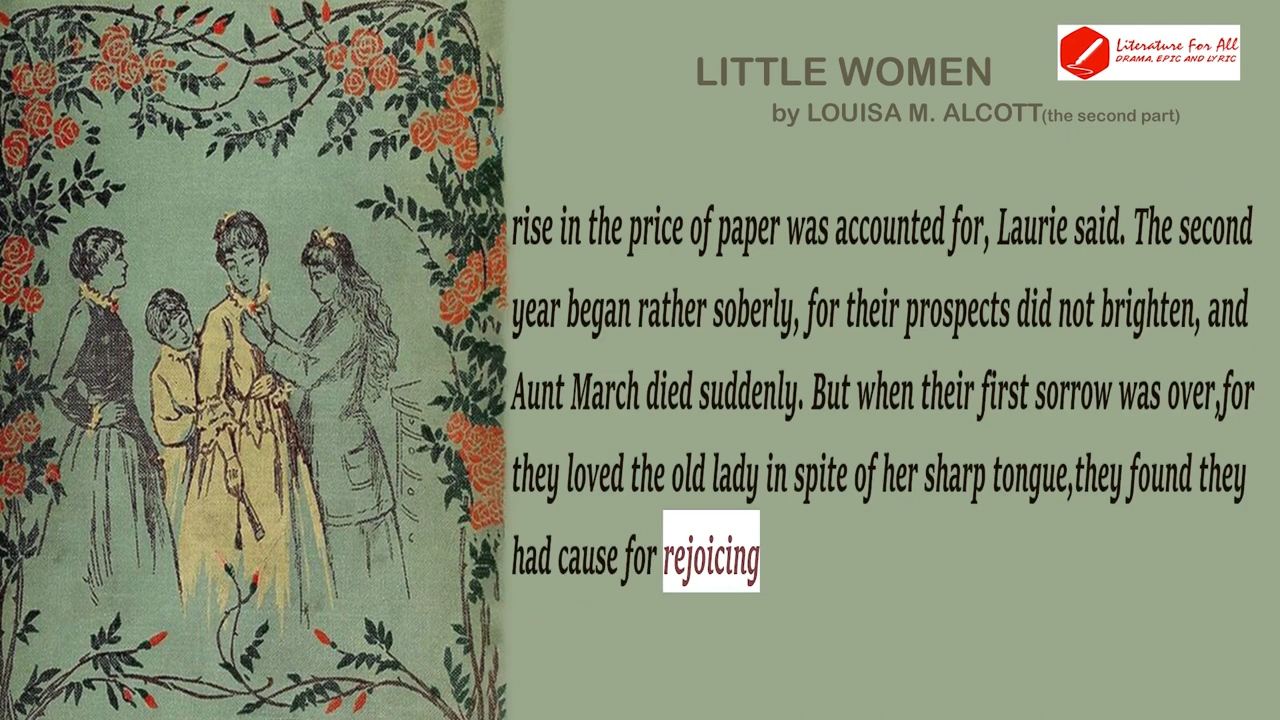 LITTLE WOMEN
by LOUISA M. ALCOTT(the second part)
Literature For All
DRAMA, EPIC AND LYRIC
rise in the price of paper was accounted for, Laurie said. The second
year began rather soberly, for their prospects did not brighten, and
Aunt March died suddenly. But when their first sorrow was over,for
they loved the old lady in spite of her sharp tongue,they found they
had cause for rejoicing